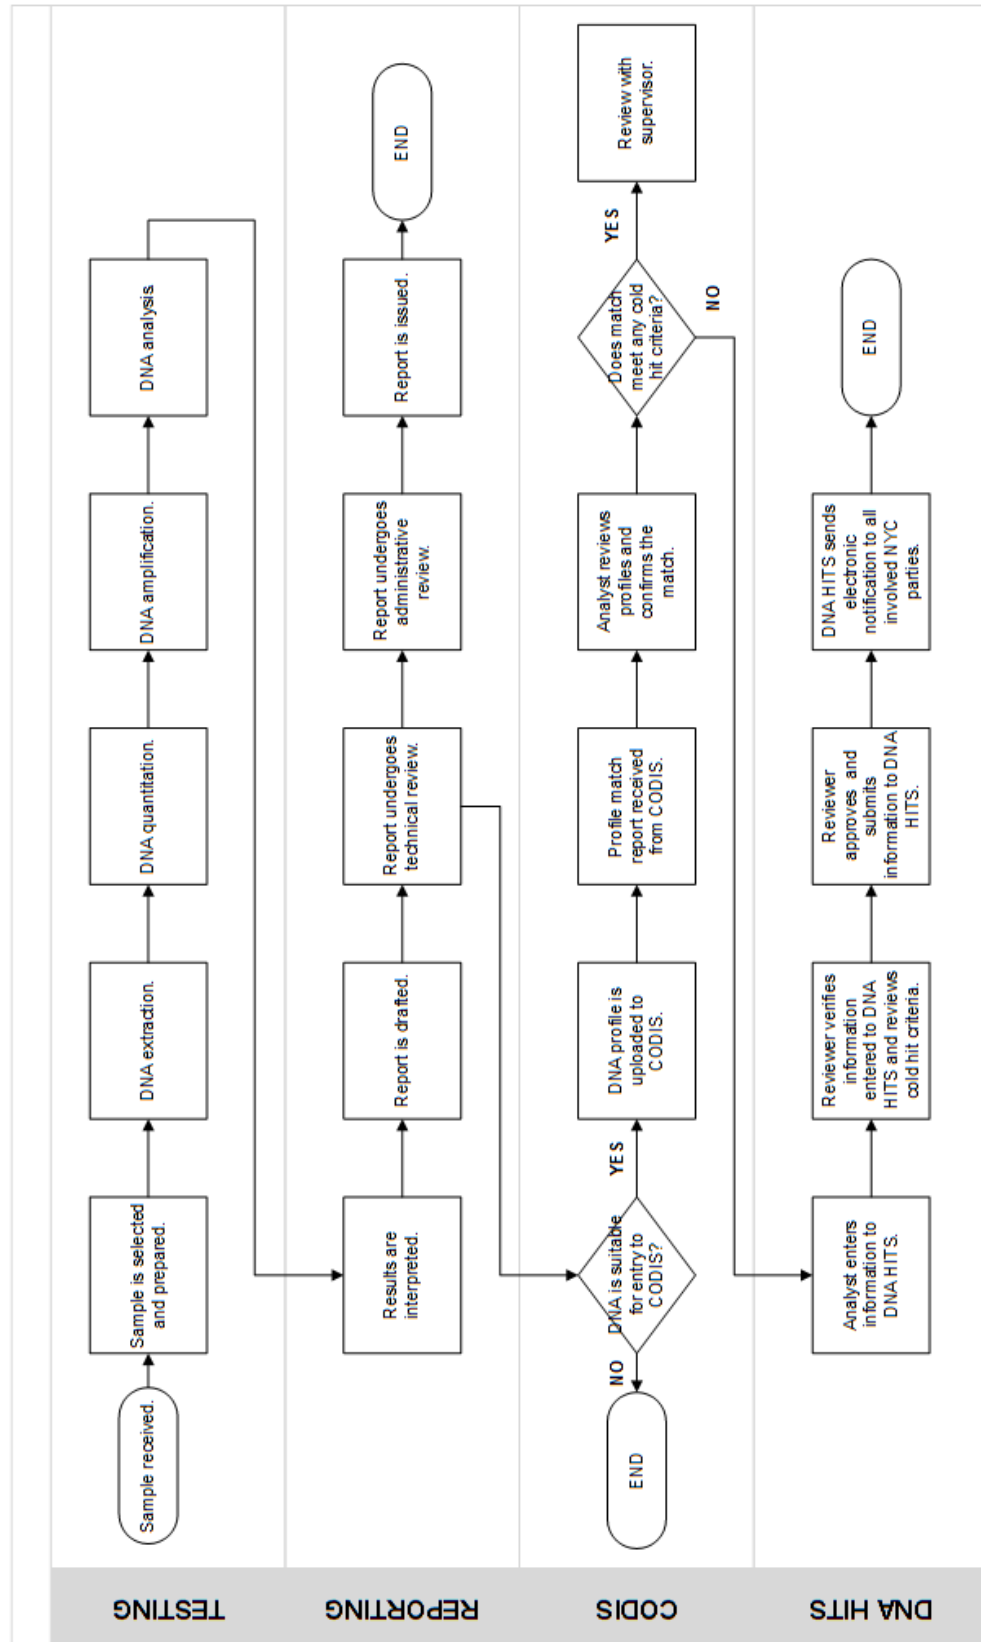 TESTING
Sample received.
Sample is selected
and prepared.
DNA extraction.
DNA quantitation.
DNA amplification.
DNA analysis
REPORTING
Results are
interpreted.
Report is drafted.
Report undergoes
technical review.
Report undergoes
administrative
review.
Report is issued.
END
CODIS
END
NO
DNA is suitable
for entry to
CODIS?
YES
DNA profile is
uploaded to
CODIS.
Profile match
report received
from CODIS.
Analyst reviews
profiles and
confirms the
match.
Does match
meet any cold
hit criteria?
YES
NO
Review with
supervisor.
DNA HITS
Analyst enters
information to
DNA HITS.
Reviewer verifies
information
entered to DNA
HITS and reviews
cold hit criteria.
Reviewer
approves and
submits
information to DNA
HITS.
DNA HITS sends
electronic
notification to all
involved NYC
parties.
END